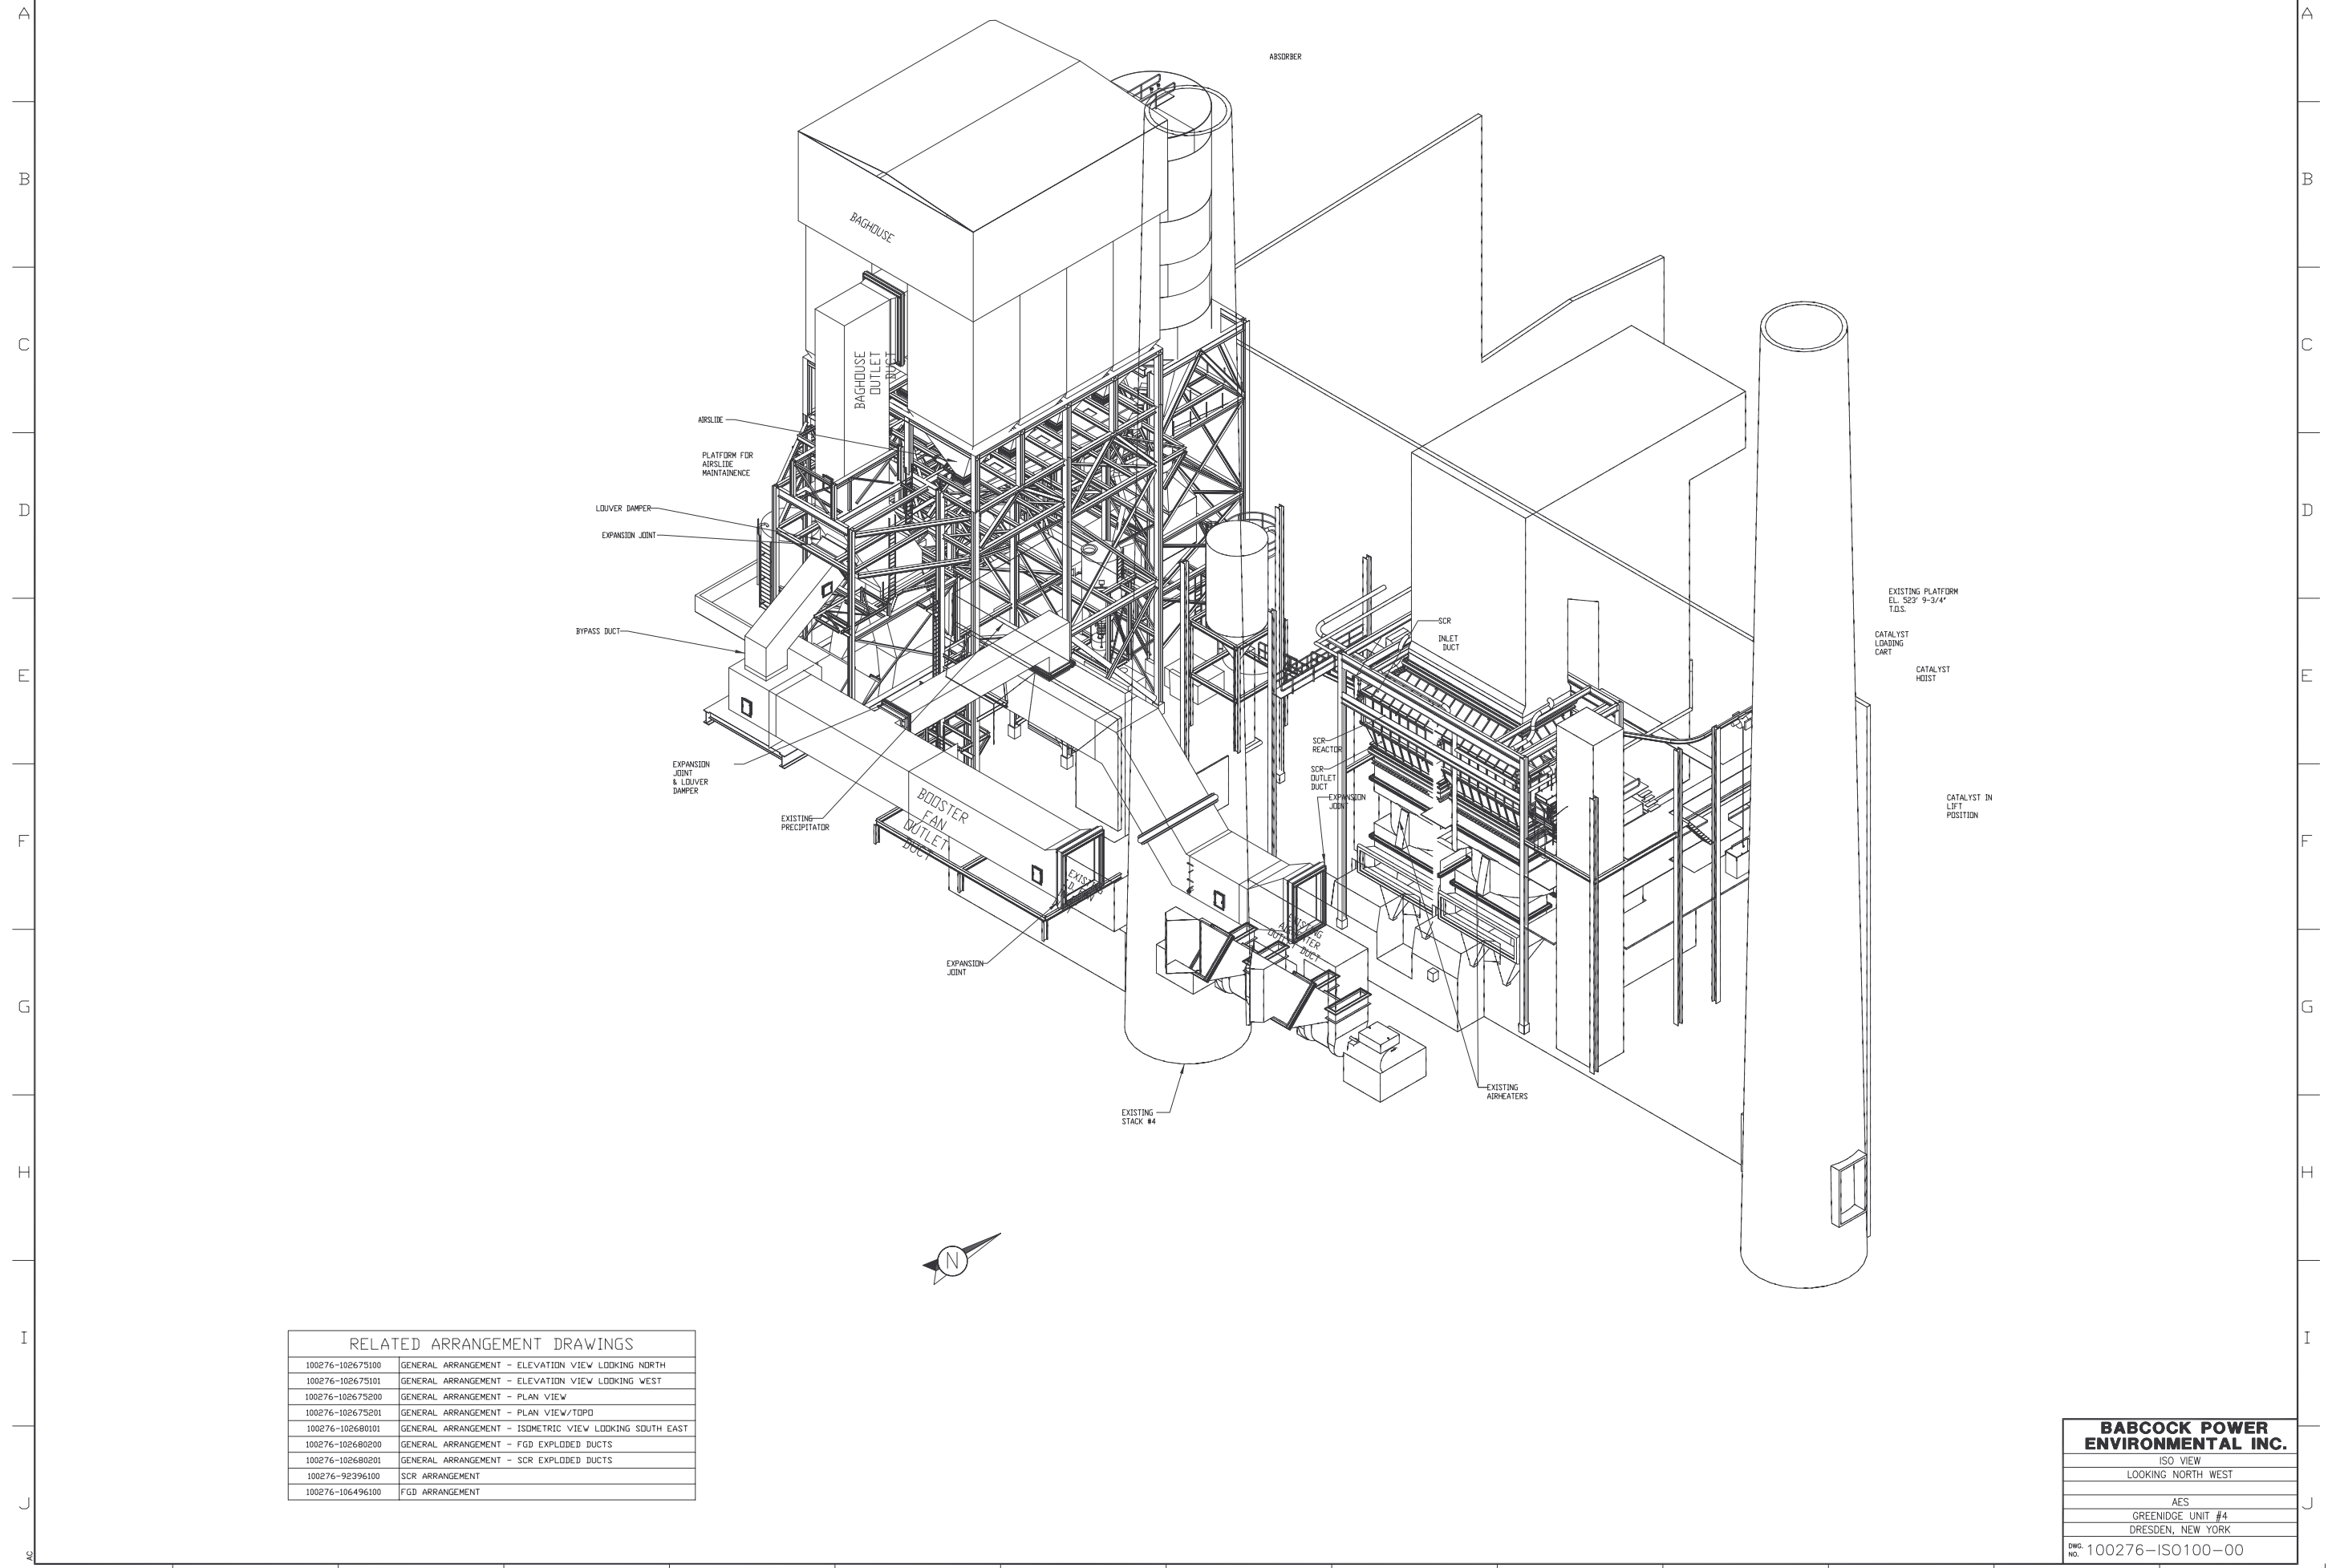 A
A
ABSORBER
B
B
BAGHOUSE
C
C
BAGHOUSE
OUTLET
DUCT
AIRSLIDE
PLATFORM FOR
AIRSLIDE
MAINTAINENCE
D
D
LOUVER DAMPER
EXPANSION JOINT
EXISTING PLATFORM
EL. 523' 9-3/4"
T.O.S.
BYPASS DUCT
SCR
INLET
DUCT
CATALYST
LOADING
CART
E
E
CATALYST
HOIST
SCR
REACTOR
EXPANSION
JOINT
& LOUVER
DAMPER
SCR
OUTLET
DUCT
EXPANSION
JOINT
CATALYST IN
LIFT
POSITION
EXISTING
PRECIPITATOR
BOOSTER
FAN
OUTLET
DUCT
F
F
EXISTING
I.D. FAN
EXISTING
AIRHEATER
OUTLET DUCT
EXPANSION
JOINT
G
G
EXISTING
AIRHEATERS
EXISTING
STACK #4
H
H
N
I
I
RELATED ARRANGEMENT DRAWINGS
100276-102675100 GENERAL ARRANGEMENT - ELEVATION VIEW LOOKING NORTH
100276-102675101 GENERAL ARRANGEMENT - ELEVATION VIEW LOOKING WEST
100276-102675200 GENERAL ARRANGEMENT - PLAN VIEW
100276-102675201 GENERAL ARRANGEMENT - PLAN VIEW/TOPO
100276-102680101 GENERAL ARRANGEMENT - ISOMETRIC VIEW LOOKING SOUTH EAST
100276-102680200 GENERAL ARRANGEMENT - FGD EXPLODED DUCTS
100276-102680201 GENERAL ARRANGEMENT - SCR EXPLODED DUCTS
100276-92396100 SCR ARRANGEMENT
100276-106496100 FGD ARRANGEMENT
J
J
BABCOCK POWER
ENVIRONMENTAL INC.
ISO VIEW
LOOKING NORTH WEST
AES
GREENIDGE UNIT #4
DRESDEN, NEW YORK
DWG. NO. 100276-ISO100-00
AC